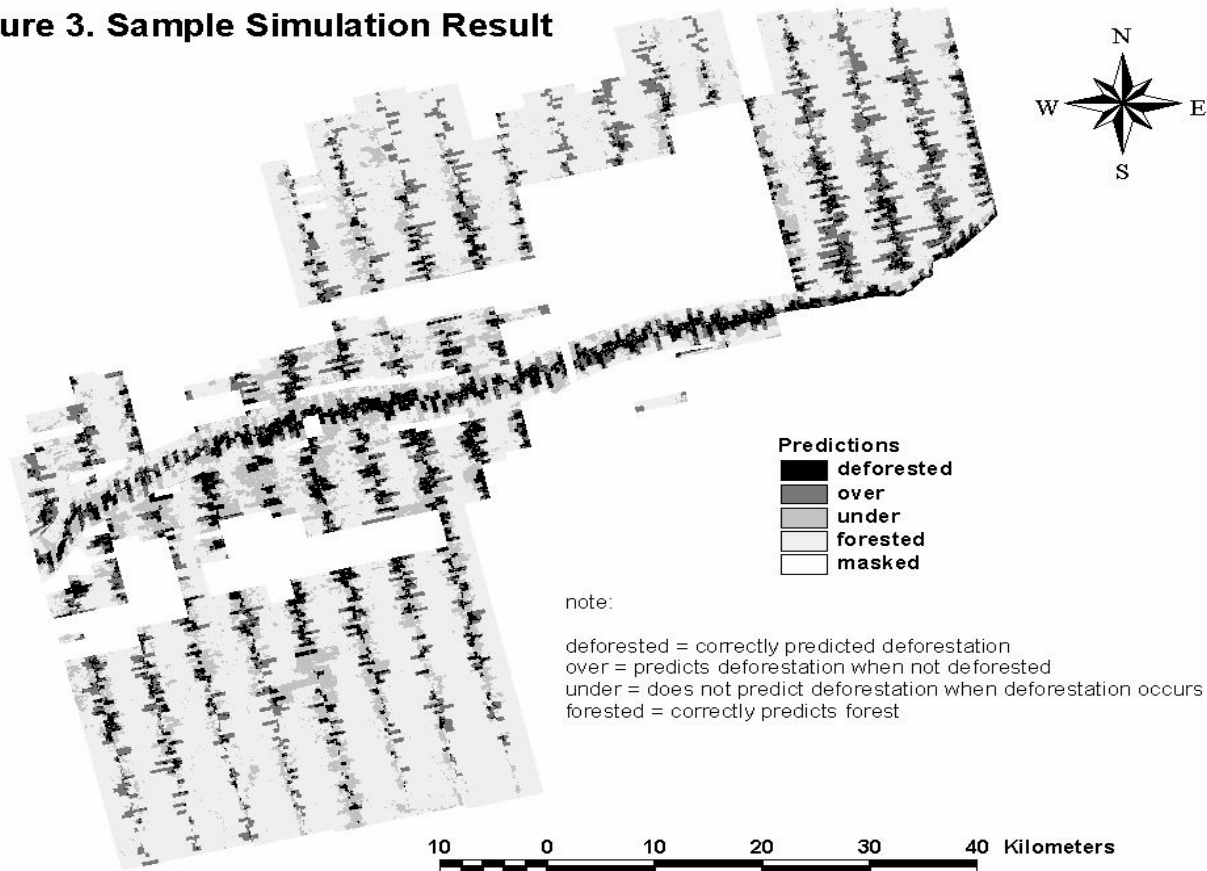 ure 3. Sample Simulation Result
N
W E
S
Predictions
deforested
over
under
forested
masked
note:
deforested = correctly predicted deforestation
over = predicts deforestation when not deforested
under = does not predict deforestation when deforestation occurs
forested = correctly predicts forest
10 0 10 20 30 40 Kilometers